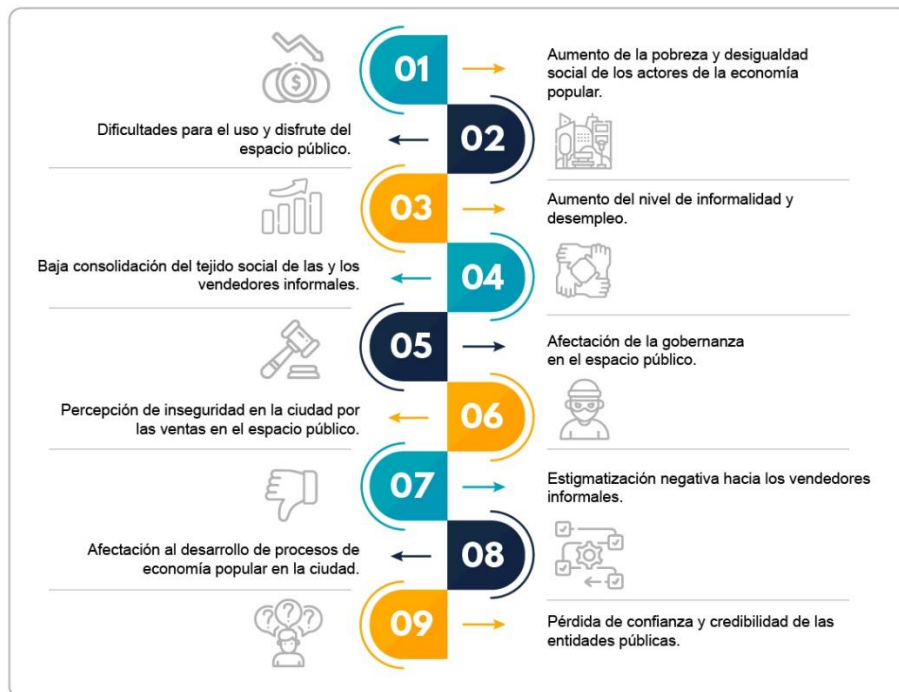 01
Aumento de la pobreza y desigualdad
social de los actores de la economía
popular.
Dificultades para el uso y disfrute del
espacio público.
02
03
Aumento del nivel de informalidad y
desempleo.
Baja consolidación del tejido social de las y los
vendedores informales.
04
05
Afectación de la gobernanza
en el espacio público.
Percepción de inseguridad en la ciudad por
las ventas en el espacio público.
06
07
Estigmatización negativa hacia los vendedores
informales.
Afectación al desarrollo de procesos de
economía popular en la ciudad.
08
09
Pérdida de confianza y credibilidad de las
entidades públicas.